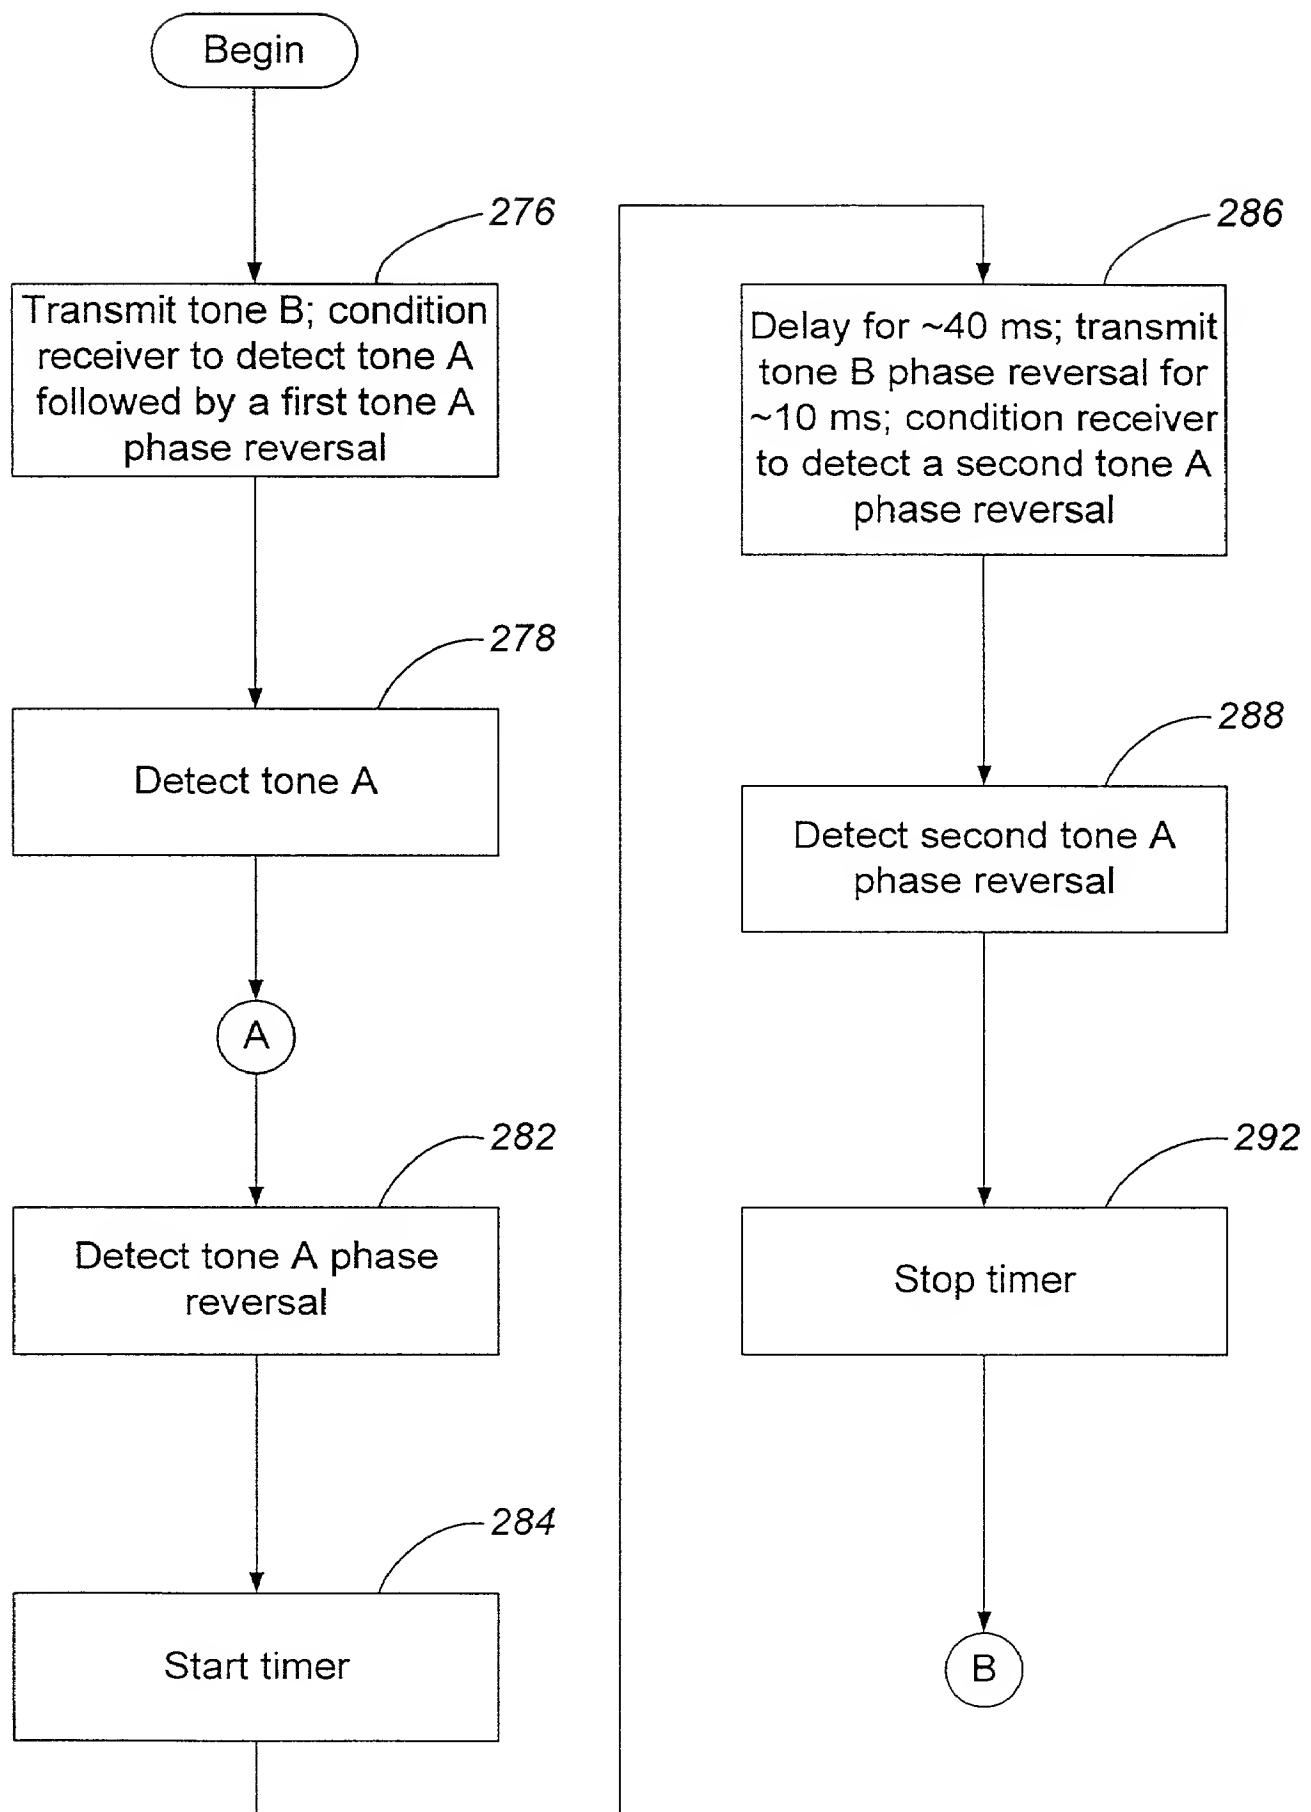 Begin
276
Transmit tone B; condition
receiver to detect tone A
followed by a first tone A
phase reversal
278
Detect tone A
A
282
Detect tone A phase
reversal
284
Start timer
286
Delay for ~40 ms; transmit
tone B phase reversal for
~10 ms; condition receiver
to detect a second tone A
phase reversal
288
Detect second tone A
phase reversal
292
Stop timer
B